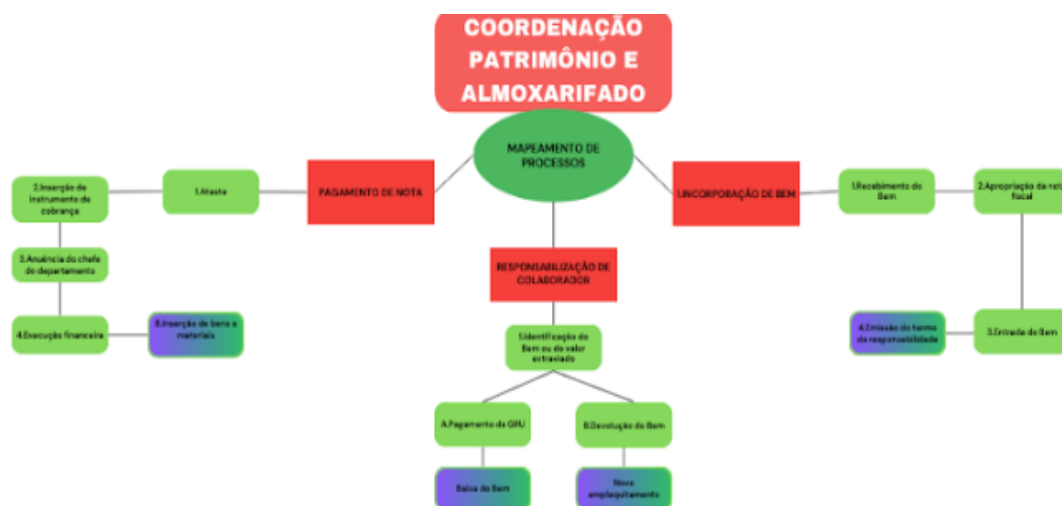 COORDENAÇÃO
PATRIMÔNIO E
ALMOXARIFADO
MAPEAMENTO DE
PROCESSOS
PAGAMENTO DE NOTA
1.Ateste
2.Inserção de
instrumento de
cobrança
3.Anuência do chefe
do departamento
4.Execução financeira
Inserção de bens e
materiais
RESPONSABILIZAÇÃO DE
COLABORADOR
1.Identificação do
Bem ou do valor
extraviado
A.Pagamento da GRU
Baixa do Bem
B.Devolução do Bem
Novo
emplaquitamento
1.INCORPORAÇÃO DE BEM
1.Recebimento do
Bem
2.Apropriação da nota
fiscal
3.Entrada do Bem
4.Emissão do termo
de responsabilidade